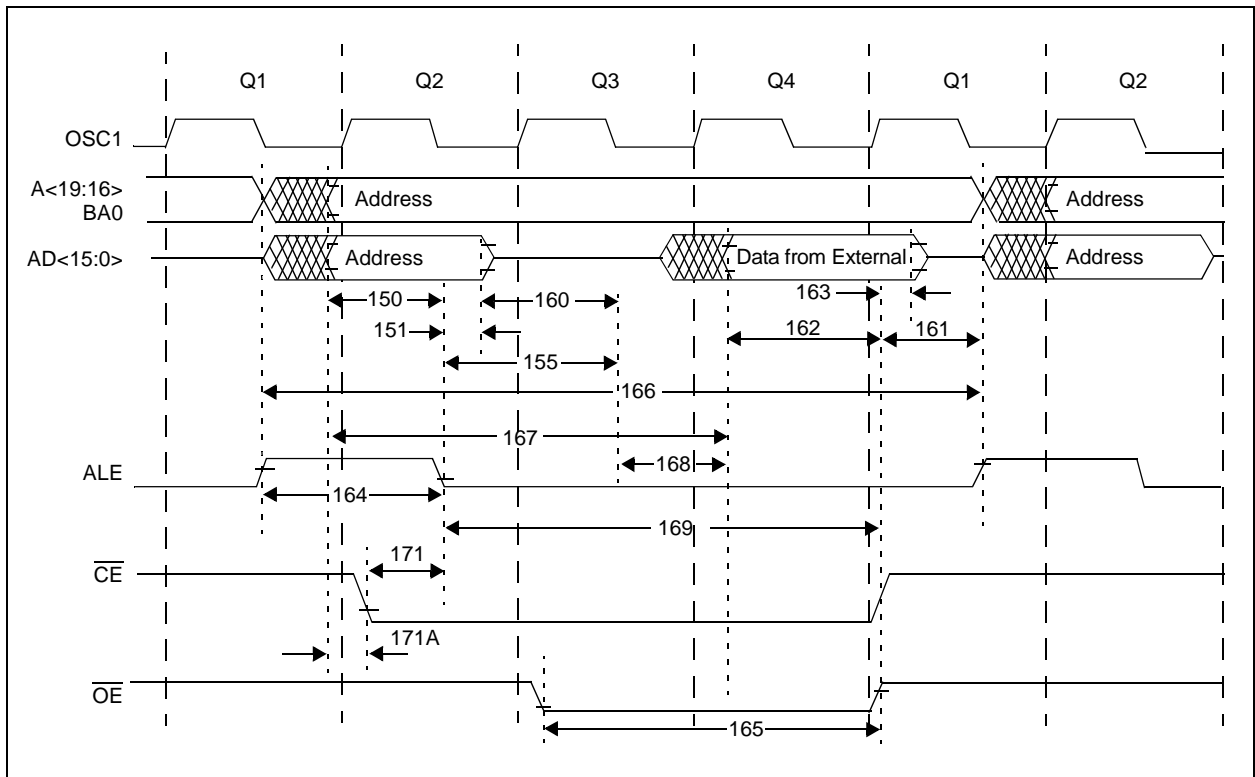 Q1 Q2 Q3 Q4 Q1 Q2
OSC1
A<19:16>
BA0
Address
Address
AD<15:0>
Address
Data from External
Address
150
160
163
151
162
161
155
166
167
ALE
168
164
169
CE
171
171A
OE
165